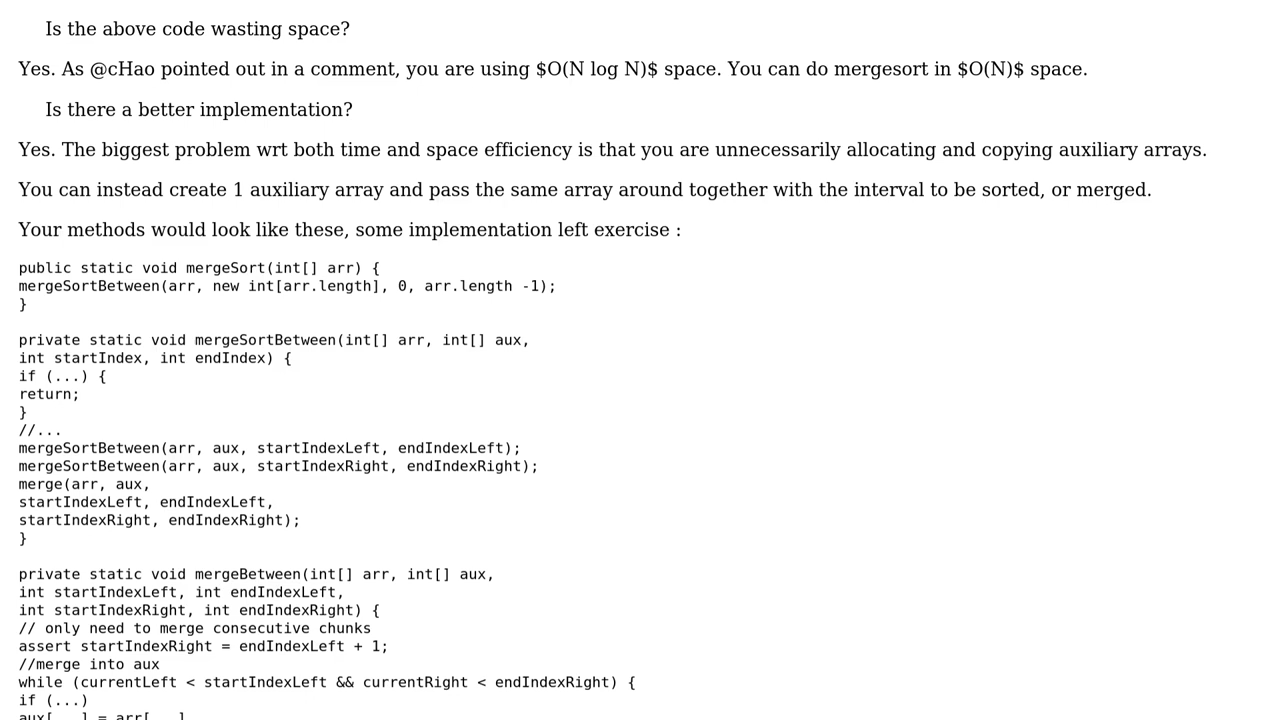 Is the above code wasting space?
Yes. As @cHao pointed out in a comment, you are using $O(N log N)$ space. You can do mergesort in $O(N)$ space.
Is there a better implementation?
Yes. The biggest problem wrt both time and space efficiency is that you are unnecessarily allocating and copying auxiliary arrays.
You can instead create 1 auxiliary array and pass the same array around together with the interval to be sorted, or merged.
Your methods would look like these, some implementation left exercise :
public static void mergeSort(int[] arr) {
mergeSortBetween(arr, new int[arr.length], 0, arr.length -1);
}
private static void mergeSortBetween(int[] arr, int[] aux,
int startIndex, int endIndex) {
if (...) {
return;
}
//...
mergeSortBetween(arr, aux, startIndexLeft, endIndexLeft);
mergeSortBetween(arr, aux, startIndexRight, endIndexRight);
merge(arr, aux,
startIndexLeft, endIndexLeft,
startIndexRight, endIndexRight);
}
private static void mergeBetween(int[] arr, int[] aux,
int startIndexLeft, int endIndexLeft,
int startIndexRight, int endIndexRight) {
// only need to merge consecutive chunks
assert startIndexRight = endIndexLeft + 1;
//merge into aux
while (currentLeft < startIndexLeft && currentRight < endIndexRight) {
if (...)
aux[...] = arr[...]